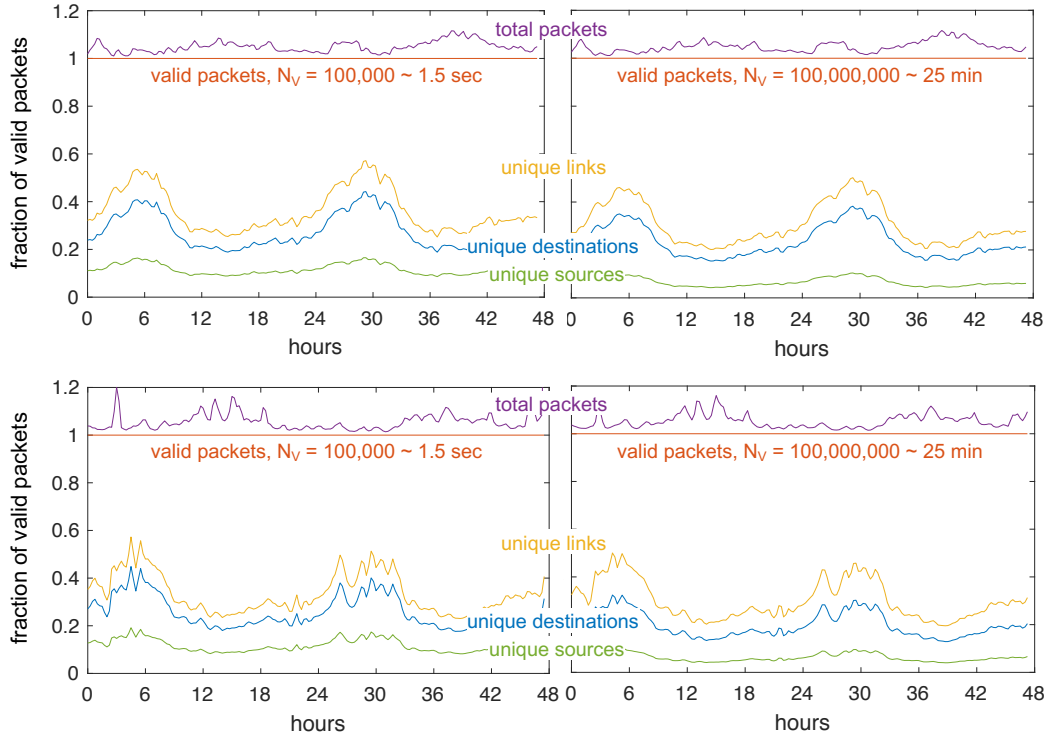 1.2
1
0.8
0.6
0.4
0.2
0
fraction of valid packets
total packets
valid packets, NV = 100,000 ~ 1.5 sec
valid packets, NV = 100,000,000 ~ 25 min
unique links
unique destinations
unique sources
0 6 12 18 24 30 36 42 48
hours
0 6 12 18 24 30 36 42 48
hours
1.2
1
0.8
0.6
0.4
0.2
0
fraction of valid packets
total packets
valid packets, NV = 100,000 ~ 1.5 sec
valid packets, NV = 100,000,000 ~ 25 min
unique links
unique destinations
unique sources
0 6 12 18 24 30 36 42 48
hours
0 6 12 18 24 30 36 42 48
hours